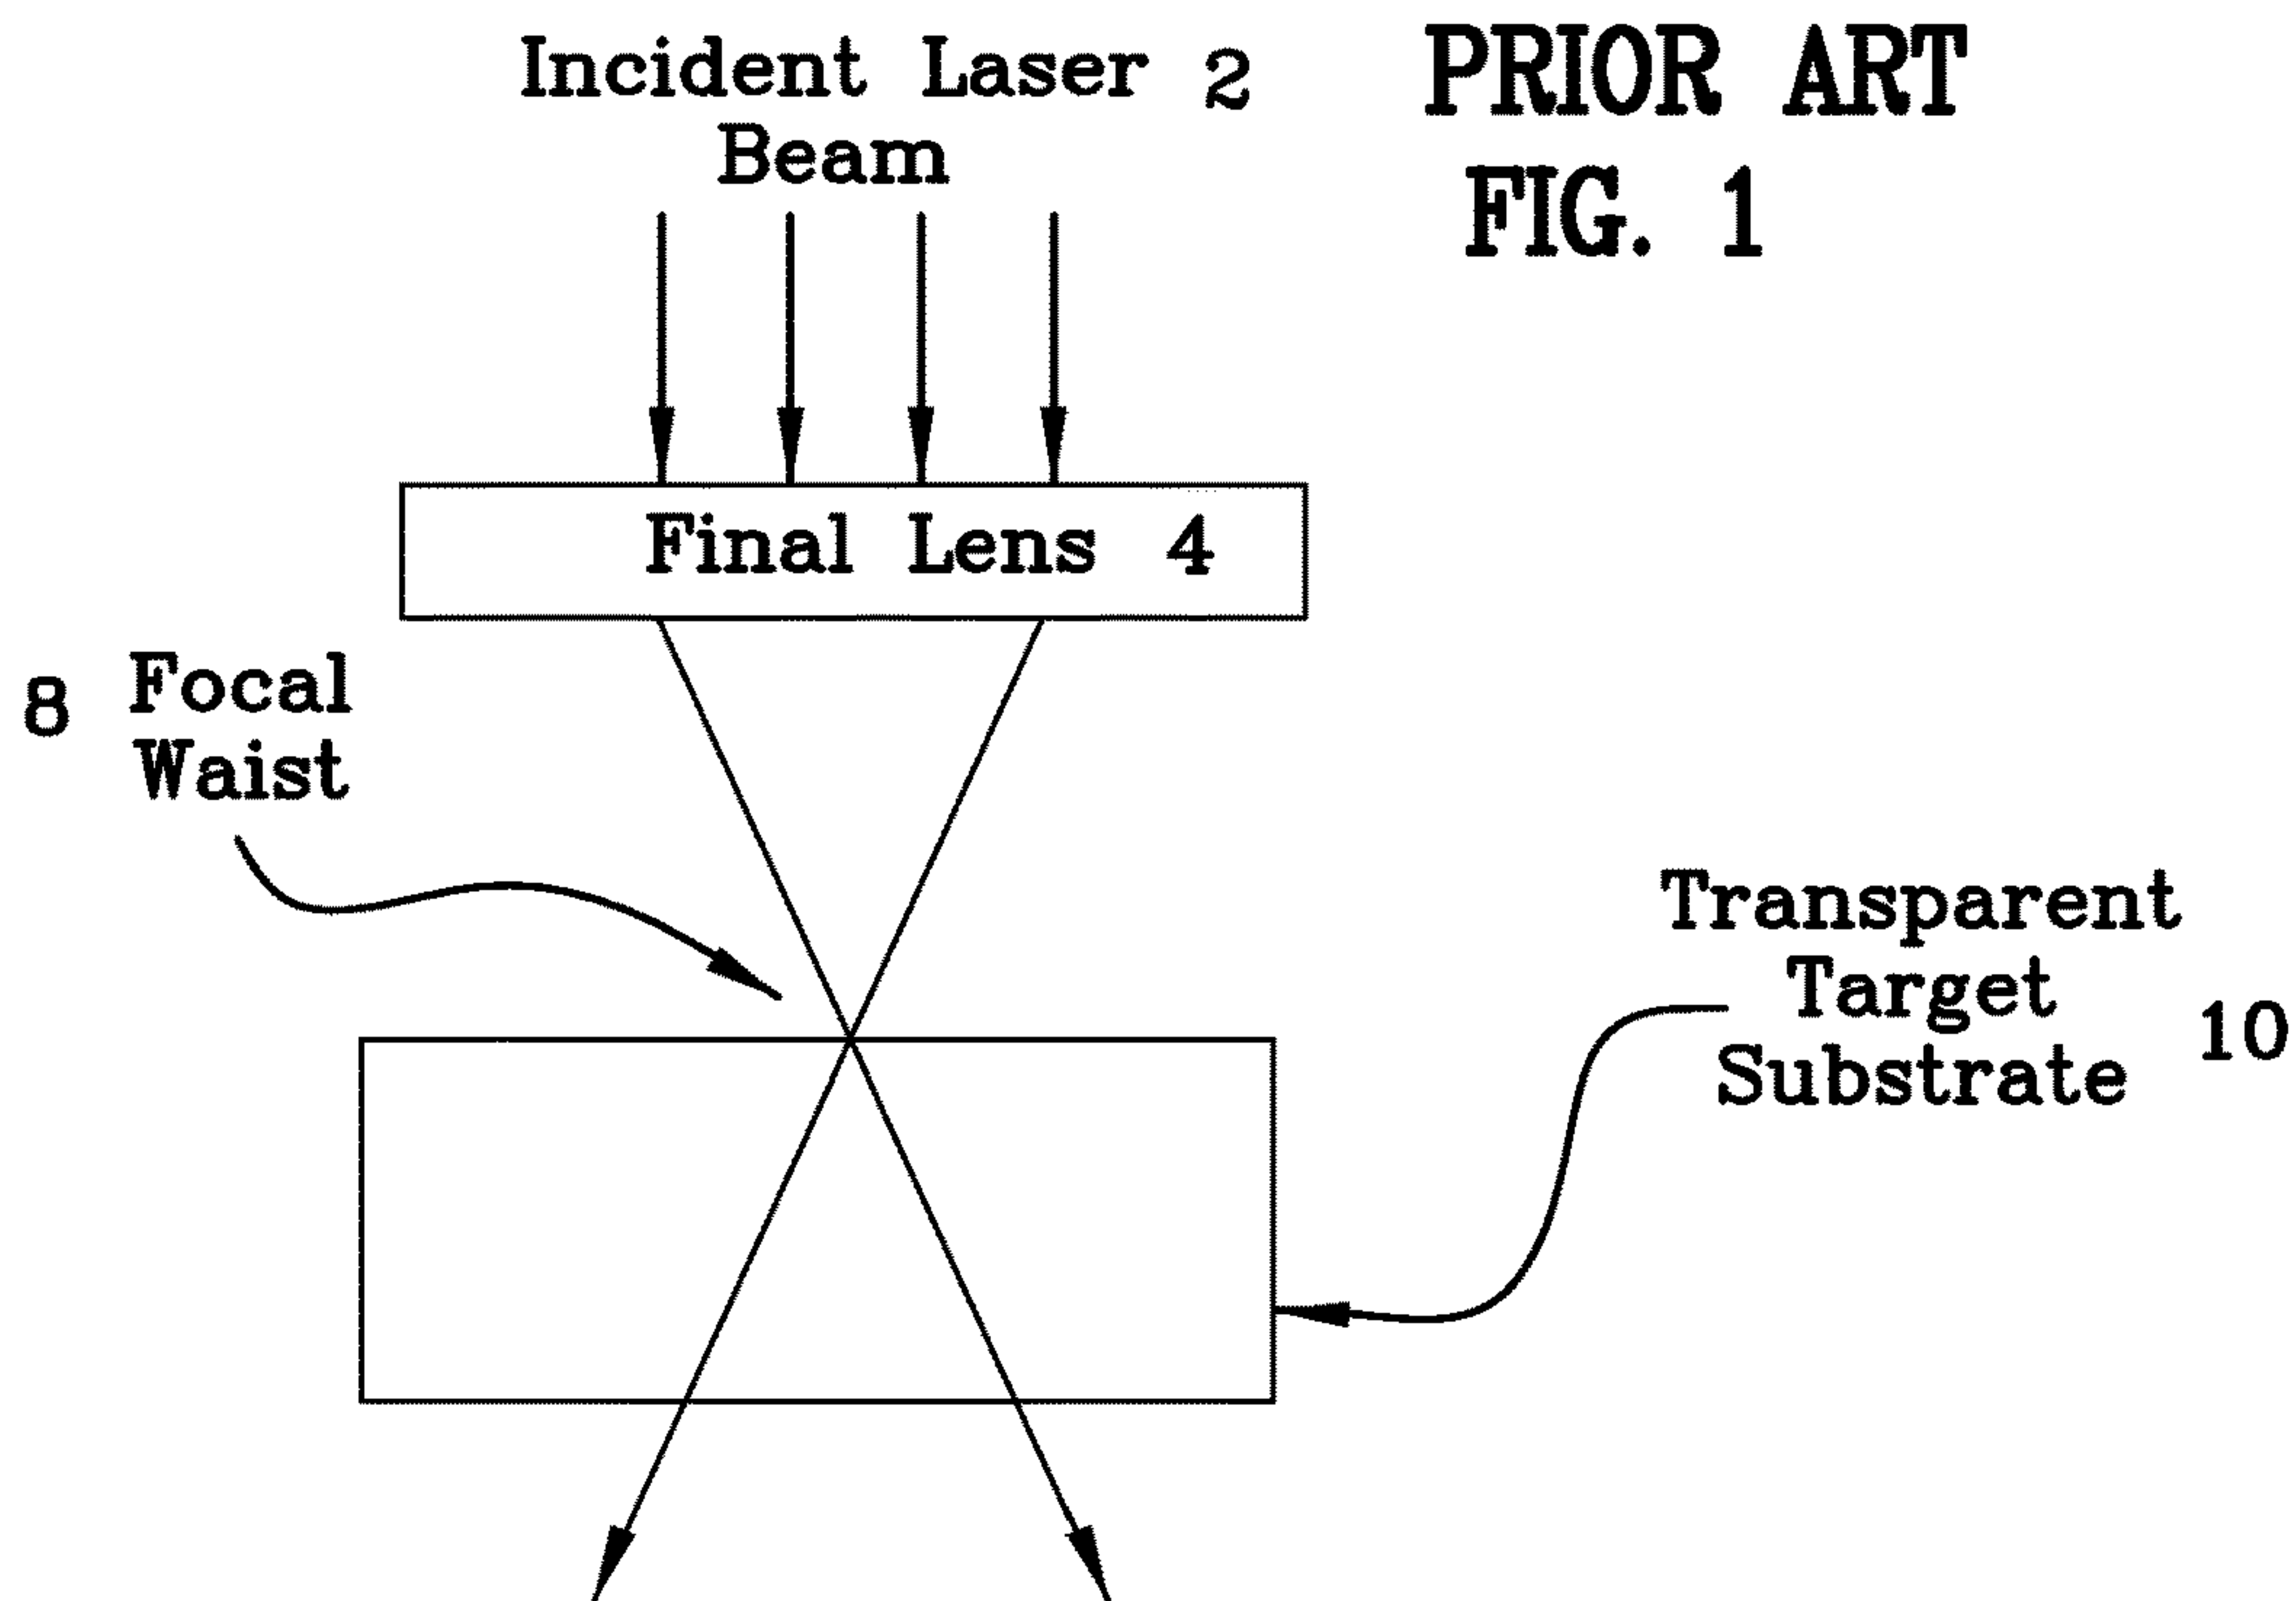 Incident Laser 2
Beam
PRIOR ART
FIG. 1
Final Lens 4
8 Focal
Waist
Transparent
Target
Substrate 10